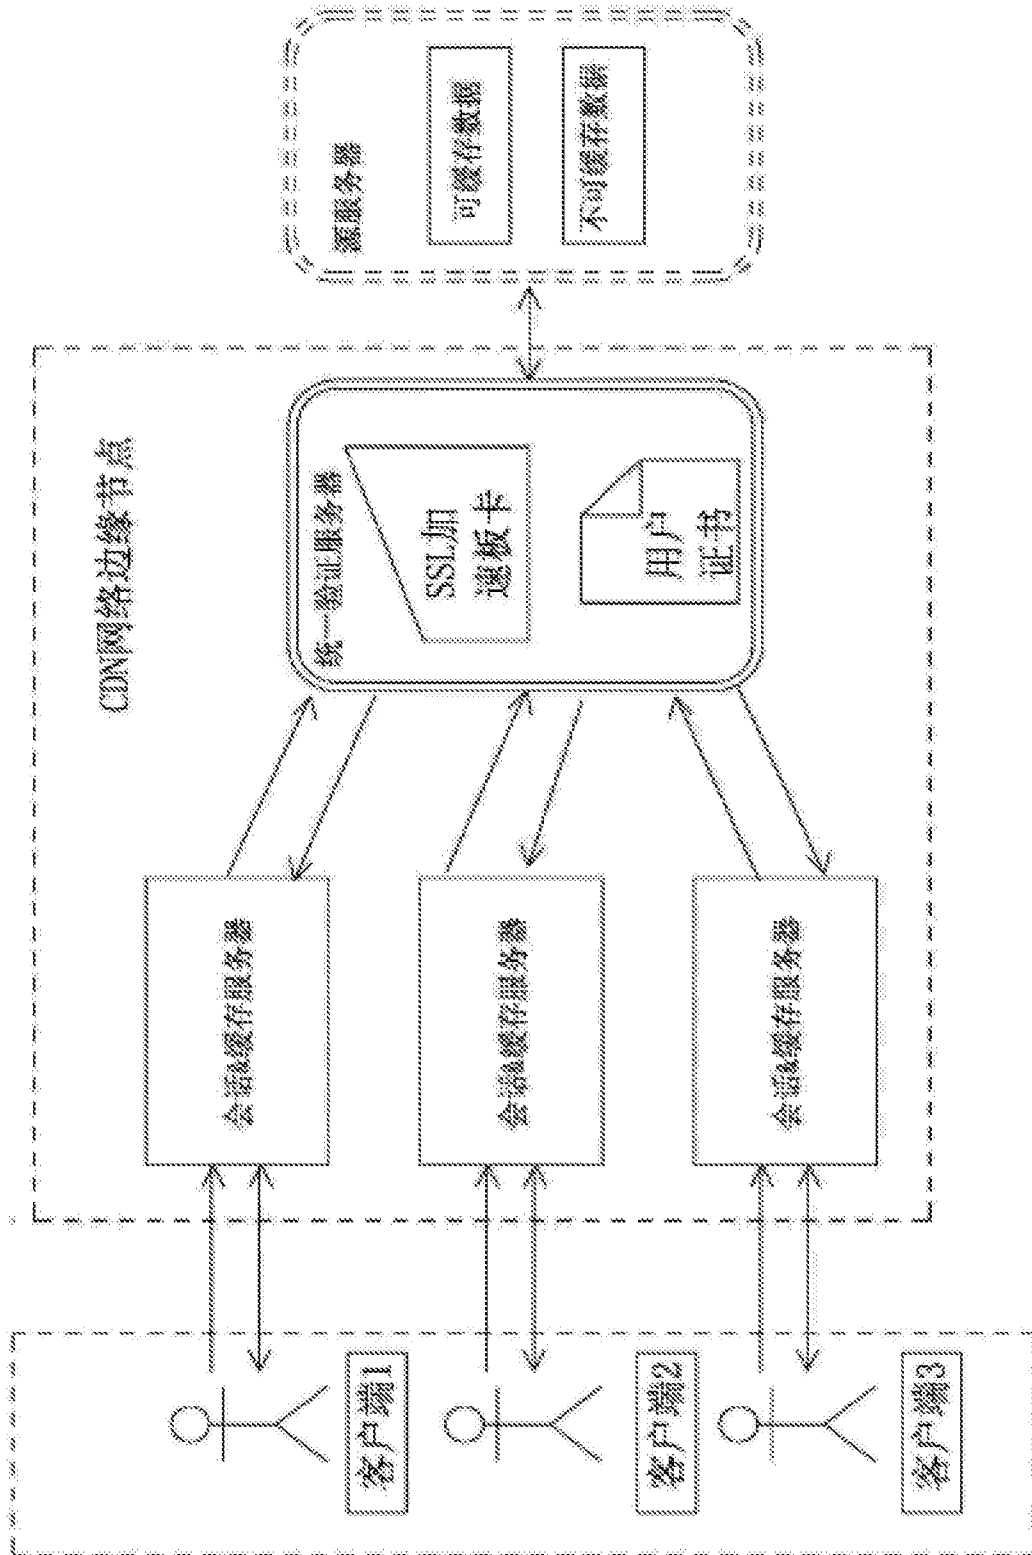 源服务器
可缓存数据
不可缓存数据
CDN网络边缘节点
统一验证服务器
SSL加
速板卡
用户
证书
会话&缓存服务器
会话&缓存服务器
会话&缓存服务器
客户端1
客户端2
客户端3